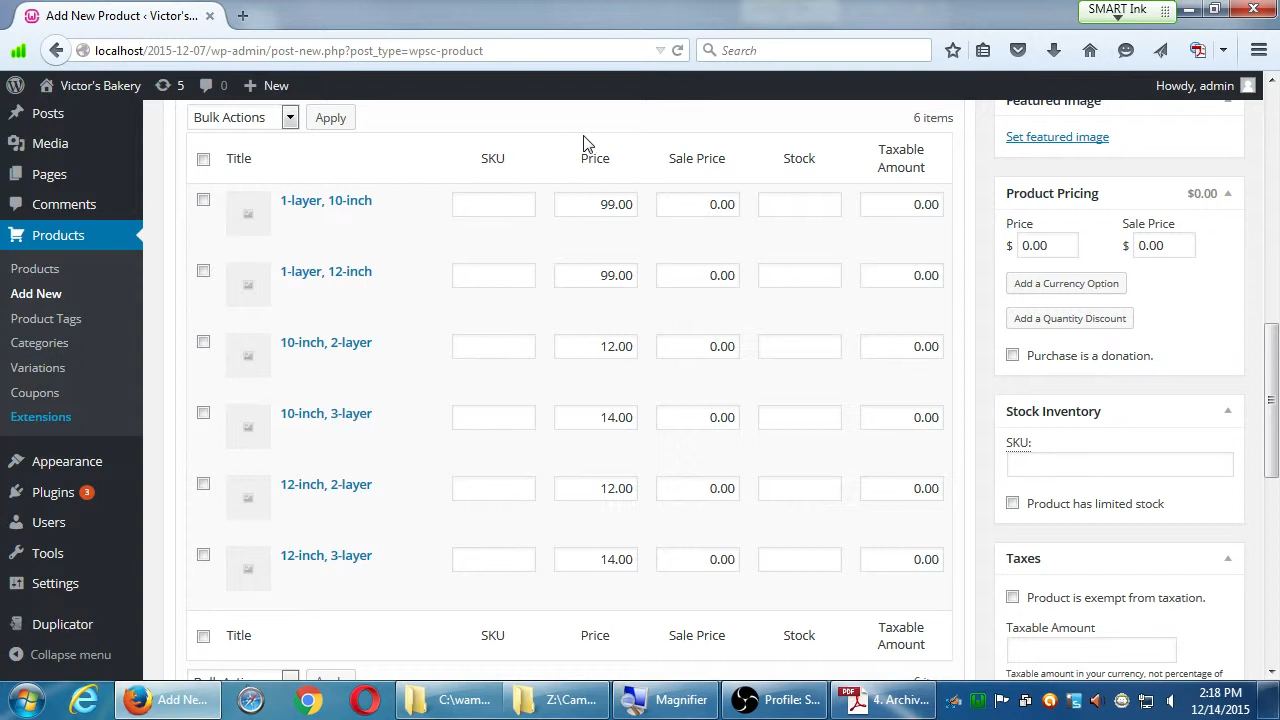 Add New Product ‹ Victor's...
SMART Ink
localhost/2015-12-07/wp-admin/post-new.php?post_type=wpsc-product
Search
Victor's Bakery
5
0
New
Howdy, admin
Posts
Media
Pages
Comments
Products
Products
Add New
Product Tags
Categories
Variations
Coupons
Extensions
Appearance
Plugins 3
Users
Tools
Settings
Duplicator
Collapse menu
Bulk Actions
Apply
6 items
Title SKU Price Sale Price Stock Taxable Amount
1-layer, 10-inch 99.00 0.00 0.00
1-layer, 12-inch 99.00 0.00 0.00
10-inch, 2-layer 12.00 0.00 0.00
10-inch, 3-layer 14.00 0.00 0.00
12-inch, 2-layer 12.00 0.00 0.00
12-inch, 3-layer 14.00 0.00 0.00
Title SKU Price Sale Price Stock Taxable Amount
Featured Image
Set featured image
Product Pricing $0.00
Price Sale Price
$ 0.00 $ 0.00
Add a Currency Option
Add a Quantity Discount
Purchase is a donation.
Stock Inventory
SKU:
Product has limited stock
Taxes
Product is exempt from taxation.
Taxable Amount
Taxable amount in your currency, not percentage of
Add Ne...
C:\wam...
Z:\Cam...
Magnifier
Profile: S...
PDF
4. Archiv...
2:18 PM
12/14/2015